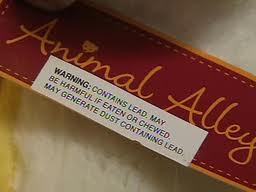 Animal Alley
WARNING: CONTAINS LEAD. MAY
BE HARMFUL IF EATEN OR CHEWED.
MAY GENERATE DUST CONTAINING LEAD.